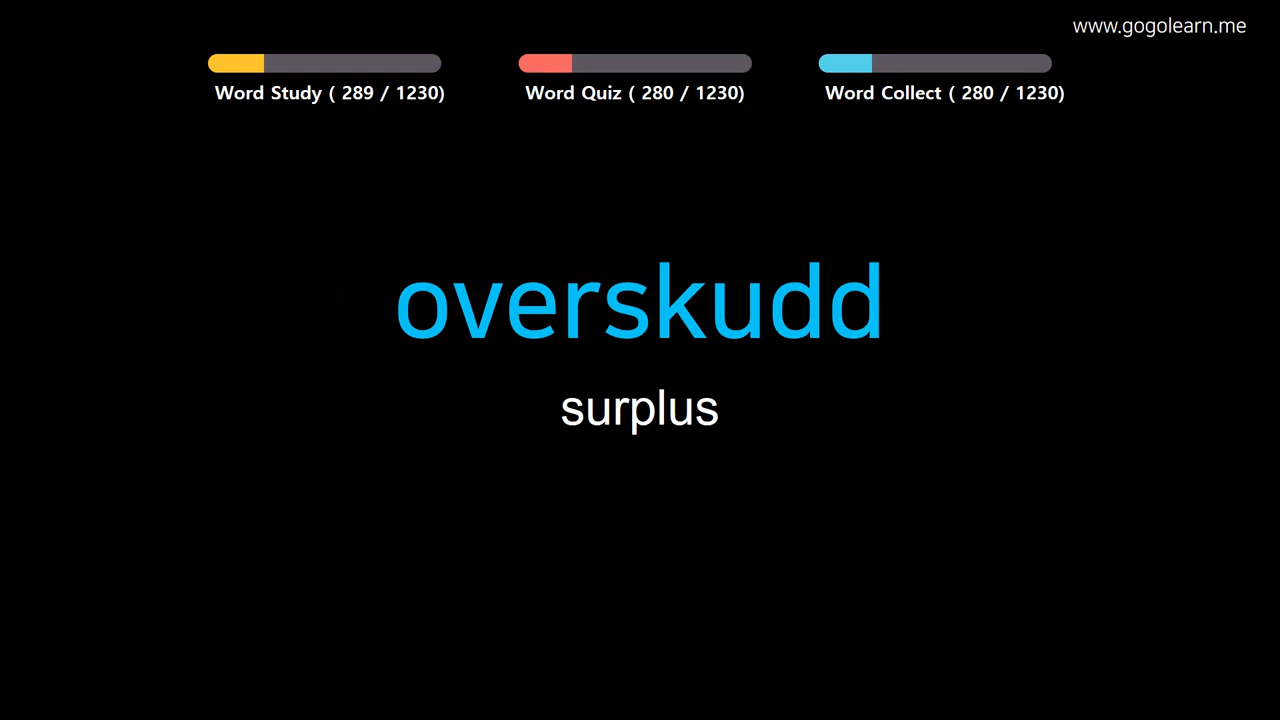 www.gogolearn.me
Word Study ( 289 / 1230)
Word Quiz ( 280 / 1230)
Word Collect ( 280 / 1230)
overskudd
surplus